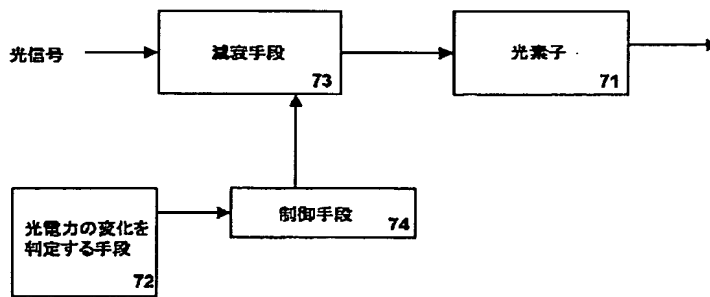 光信号
減衰手段
73
光素子
71
制御手段
74
光電力の変化を
判定する手段
72